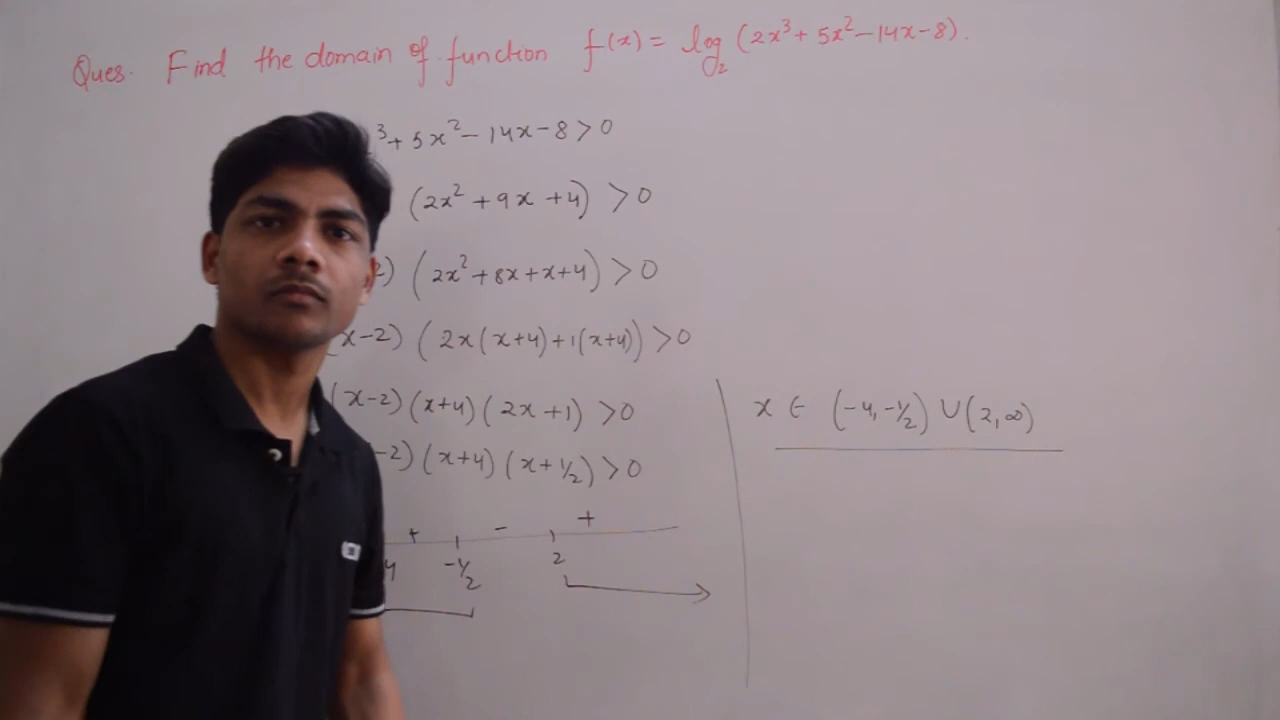 Ques. Find the domain of function f(x) = log₂ (2x³ + 5x² - 14x - 8).
³ + 5x² - 14x - 8 > 0
(2x² + 9x + 4) > 0
2) (2x² + 8x + x + 4) > 0
x-2) (2x(x+4) + 1(x+4)) > 0
(x-2) (x+4) (2x+1) > 0
-2) (x+4) (x+1/2) > 0
+ - +
4 -1/2 2
x ∈ (-4, -1/2) ∪ (2, ∞)